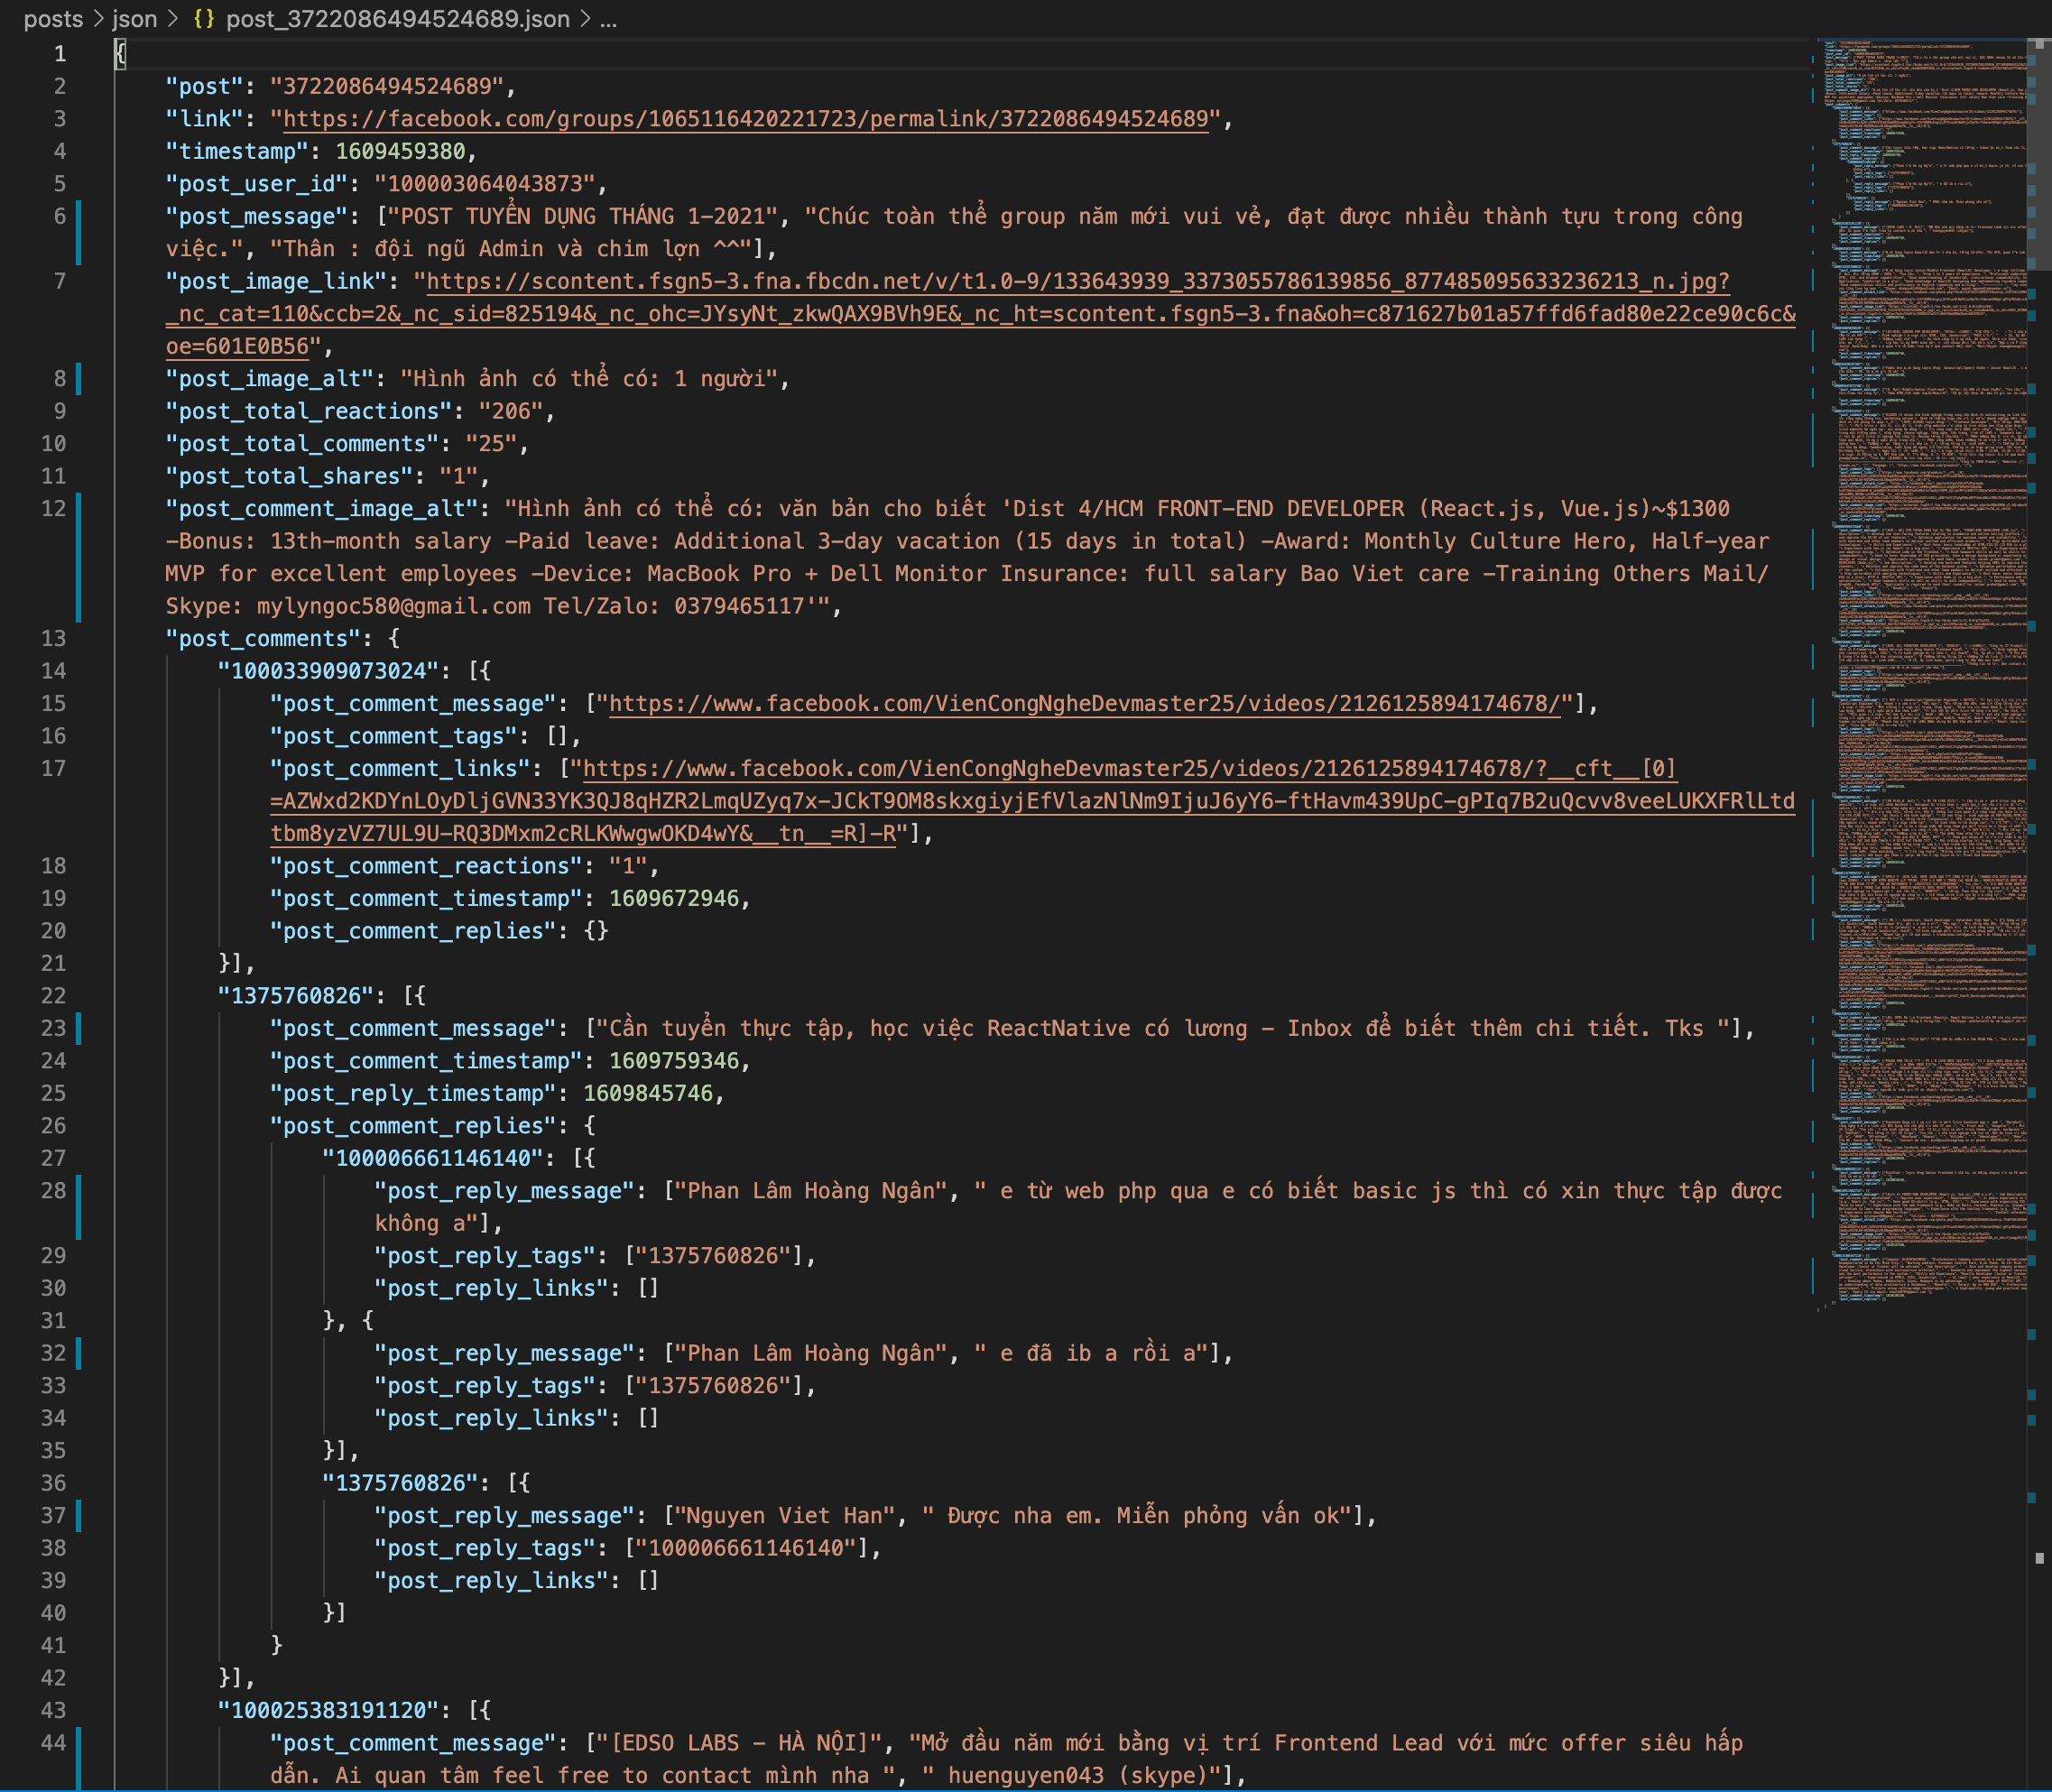 posts > json > {} post_3722086494524689.json > ...
1 {
2 "post": "3722086494524689",
3 "link": "https://facebook.com/groups/1065116420221723/permalink/3722086494524689",
4 "timestamp": 1609459380,
5 "post_user_id": "100003064043873",
6 "post_message": ["POST TUYỂN DỤNG THÁNG 1-2021", "Chúc toàn thể group năm mới vui vẻ, đạt được nhiều thành tựu trong công
việc.", "Thân : đội ngũ Admin và chim lợn ^^"],
7 "post_image_link": "https://scontent.fsgn5-3.fna.fbcdn.net/v/t1.0-9/133643939_3373055786139856_877485095633236213_n.jpg?
_nc_cat=110&ccb=2&_nc_sid=825194&_nc_ohc=JYsyNt_zkwQAX9BVh9E&_nc_ht=scontent.fsgn5-3.fna&oh=c871627b01a57ffd6fad80e22ce90c6c&
oe=601E0B56",
8 "post_image_alt": "Hình ảnh có thể có: 1 người",
9 "post_total_reactions": "206",
10 "post_total_comments": "25",
11 "post_total_shares": "1",
12 "post_comment_image_alt": "Hình ảnh có thể có: văn bản cho biết 'Dist 4/HCM FRONT-END DEVELOPER (React.js, Vue.js)~$1300
-Bonus: 13th-month salary -Paid leave: Additional 3-day vacation (15 days in total) -Award: Monthly Culture Hero, Half-year
MVP for excellent employees -Device: MacBook Pro + Dell Monitor Insurance: full salary Bao Viet care -Training Others Mail/
Skype: mylyngoc580@gmail.com Tel/Zalo: 0379465117'",
13 "post_comments": {
14 "100033909073024": [{
15 "post_comment_message": ["https://www.facebook.com/VienCongNgheDevmaster25/videos/2126125894174678/"],
16 "post_comment_tags": [],
17 "post_comment_links": ["https://www.facebook.com/VienCongNgheDevmaster25/videos/2126125894174678/?__cft__[0]
=AZWxd2KDYnLOyDljGVN33YK3QJ8qHZR2LmqUZyq7x-JCkT9OM8skxgiyjEfVlazNlNm9IjuJ6yY6-ftHavm439UpC-gPIq7B2uQcvv8veeLUKXFRlLtd
tbm8yzVZ7UL9U-RQ3DMxm2cRLKWwgwOKD4wY&__tn__=R]-R"],
18 "post_comment_reactions": "1",
19 "post_comment_timestamp": 1609672946,
20 "post_comment_replies": {}
21 }],
22 "1375760826": [{
23 "post_comment_message": ["Cần tuyển thực tập, học việc ReactNative có lương - Inbox để biết thêm chi tiết. Tks "],
24 "post_comment_timestamp": 1609759346,
25 "post_reply_timestamp": 1609845746,
26 "post_comment_replies": {
27 "100006661146140": [{
28 "post_reply_message": ["Phan Lâm Hoàng Ngân", " e từ web php qua e có biết basic js thì có xin thực tập được
không a"],
29 "post_reply_tags": ["1375760826"],
30 "post_reply_links": []
31 }, {
32 "post_reply_message": ["Phan Lâm Hoàng Ngân", " e đã ib a rồi a"],
33 "post_reply_tags": ["1375760826"],
34 "post_reply_links": []
35 }],
36 "1375760826": [{
37 "post_reply_message": ["Nguyen Viet Han", " Được nha em. Miễn phỏng vấn ok"],
38 "post_reply_tags": ["100006661146140"],
39 "post_reply_links": []
40 }]
41 }
42 }],
43 "100025383191120": [{
44 "post_comment_message": ["[EDSO LABS - HÀ NỘI]", "Mở đầu năm mới bằng vị trí Frontend Lead với mức offer siêu hấp
dẫn. Ai quan tâm feel free to contact mình nha ", " huenguyen043 (skype)"],